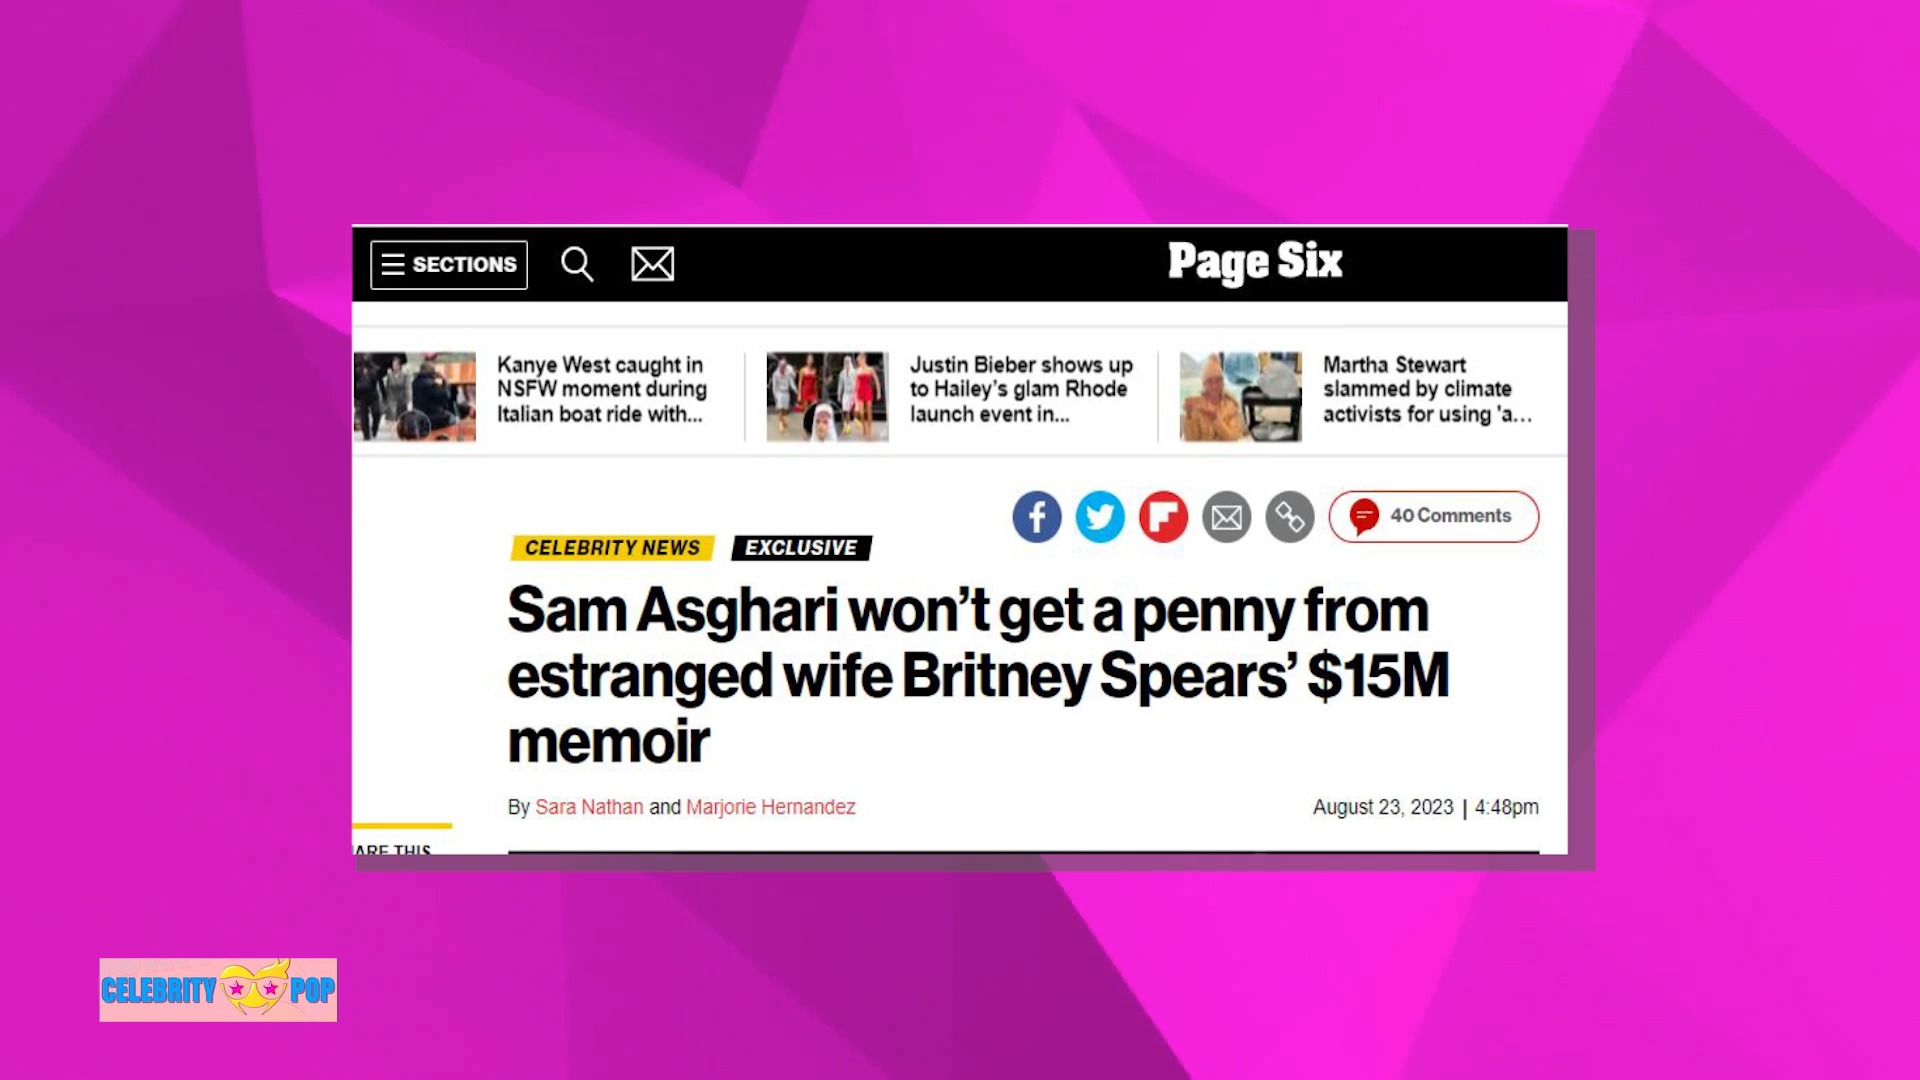 SECTIONS
Page Six
Kanye West caught in
NSFW moment during
Italian boat ride with...
Justin Bieber shows up
to Hailey's glam Rhode
launch event in...
Martha Stewart
slammed by climate
activists for using 'a...
40 Comments
CELEBRITY NEWS
EXCLUSIVE
Sam Asghari won't get a penny from
estranged wife Britney Spears' $15M
memoir
By Sara Nathan and Marjorie Hernandez
August 23, 2023 | 4:48pm
ARE THIS
CELEBRITY POP